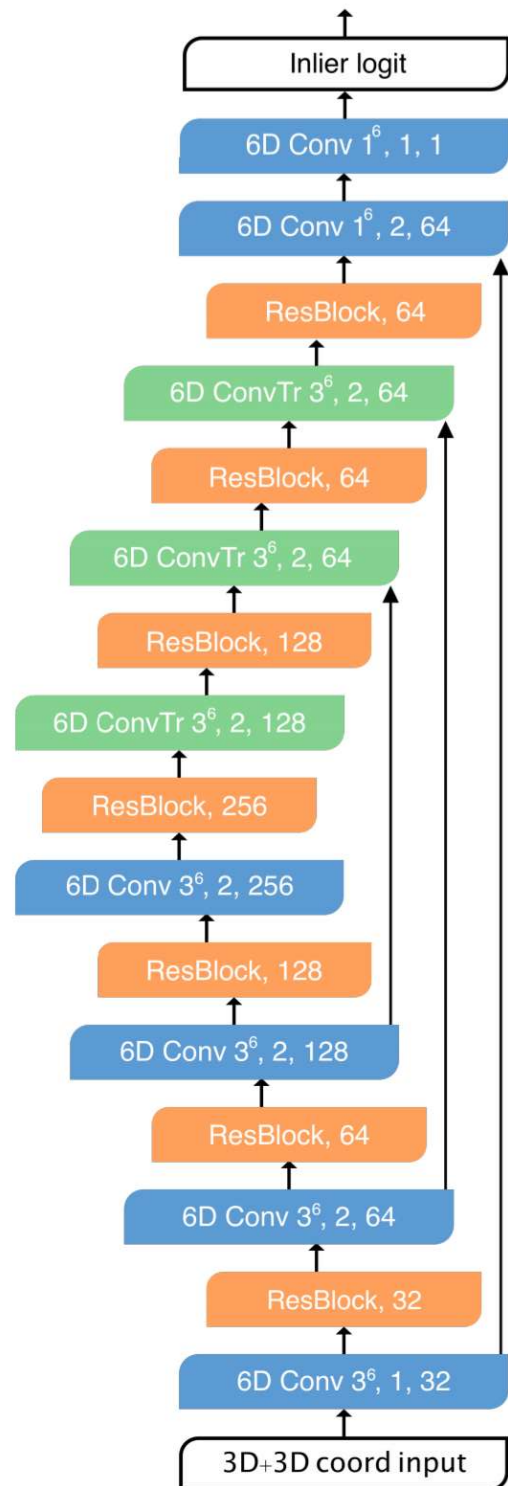 Inlier logit
6D Conv 1⁶, 1, 1
6D Conv 1⁶, 2, 64
ResBlock, 64
6D ConvTr 3⁶, 2, 64
ResBlock, 64
6D ConvTr 3⁶, 2, 64
ResBlock, 128
6D ConvTr 3⁶, 2, 128
ResBlock, 256
6D Conv 3⁶, 2, 256
ResBlock, 128
6D Conv 3⁶, 2, 128
ResBlock, 64
6D Conv 3⁶, 2, 64
ResBlock, 32
6D Conv 3⁶, 1, 32
3D+3D coord input